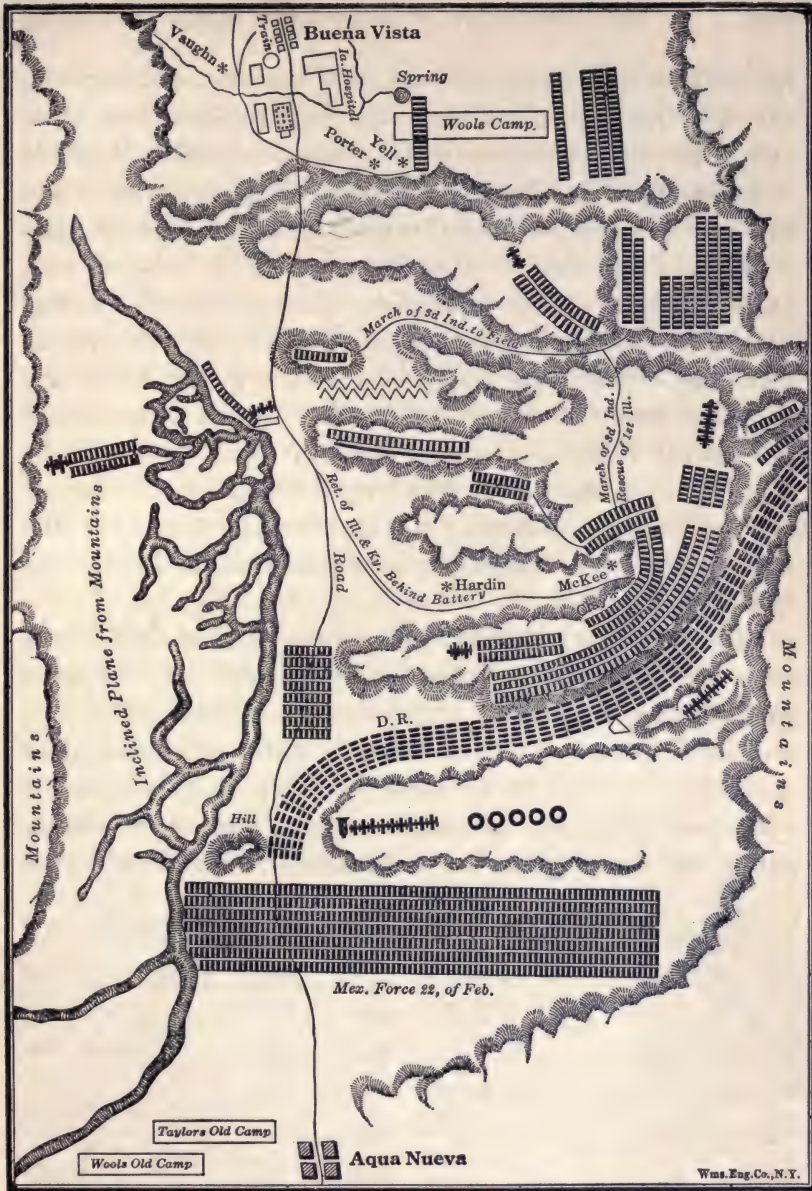 Buena Vista
Train
Vaughn
Ia. Hospital
Spring
Wools Camp.
Yell
Porter
March of 3d Ind. to Field
March of 3d Ind. to
Rescue of 1st Ill.
Ret. of Ill. & Ky. Behind Battery
Road
Hardin
McKee
Inclined Plane from Mountains
Mountains
Mountains
D.R.
Hill
Mex. Force 22, of Feb.
Taylors Old Camp
Wools Old Camp
Aqua Nueva
Wms. Eng. Co., N.Y.